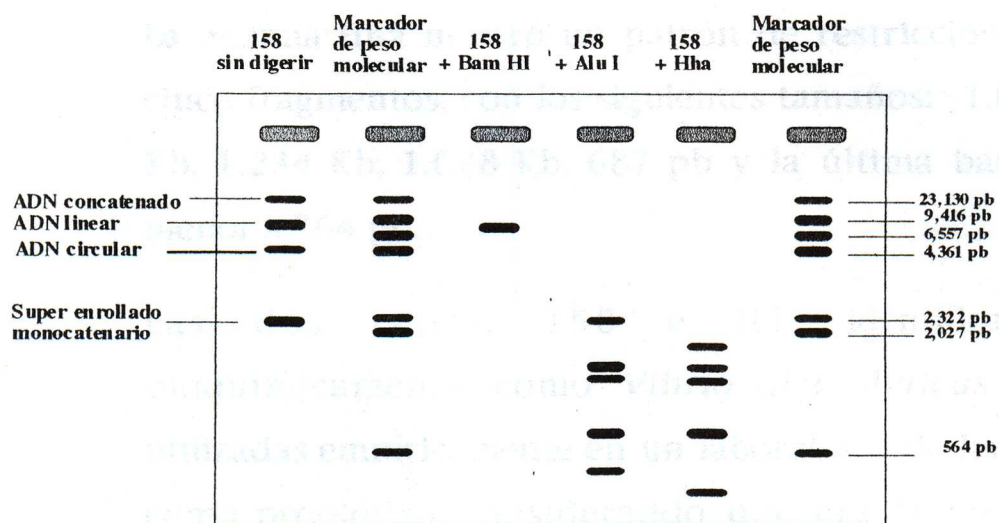 158
sin digerir
Marcador
de peso
molecular
158
+ Bam HI
158
+ Alu I
158
+ Hha
Marcador
de peso
molecular
ADN concatenado
ADN linear
ADN circular
Super enrollado
monocatenario
23,130 pb
9,416 pb
6,557 pb
4,361 pb
2,322 pb
2,027 pb
564 pb